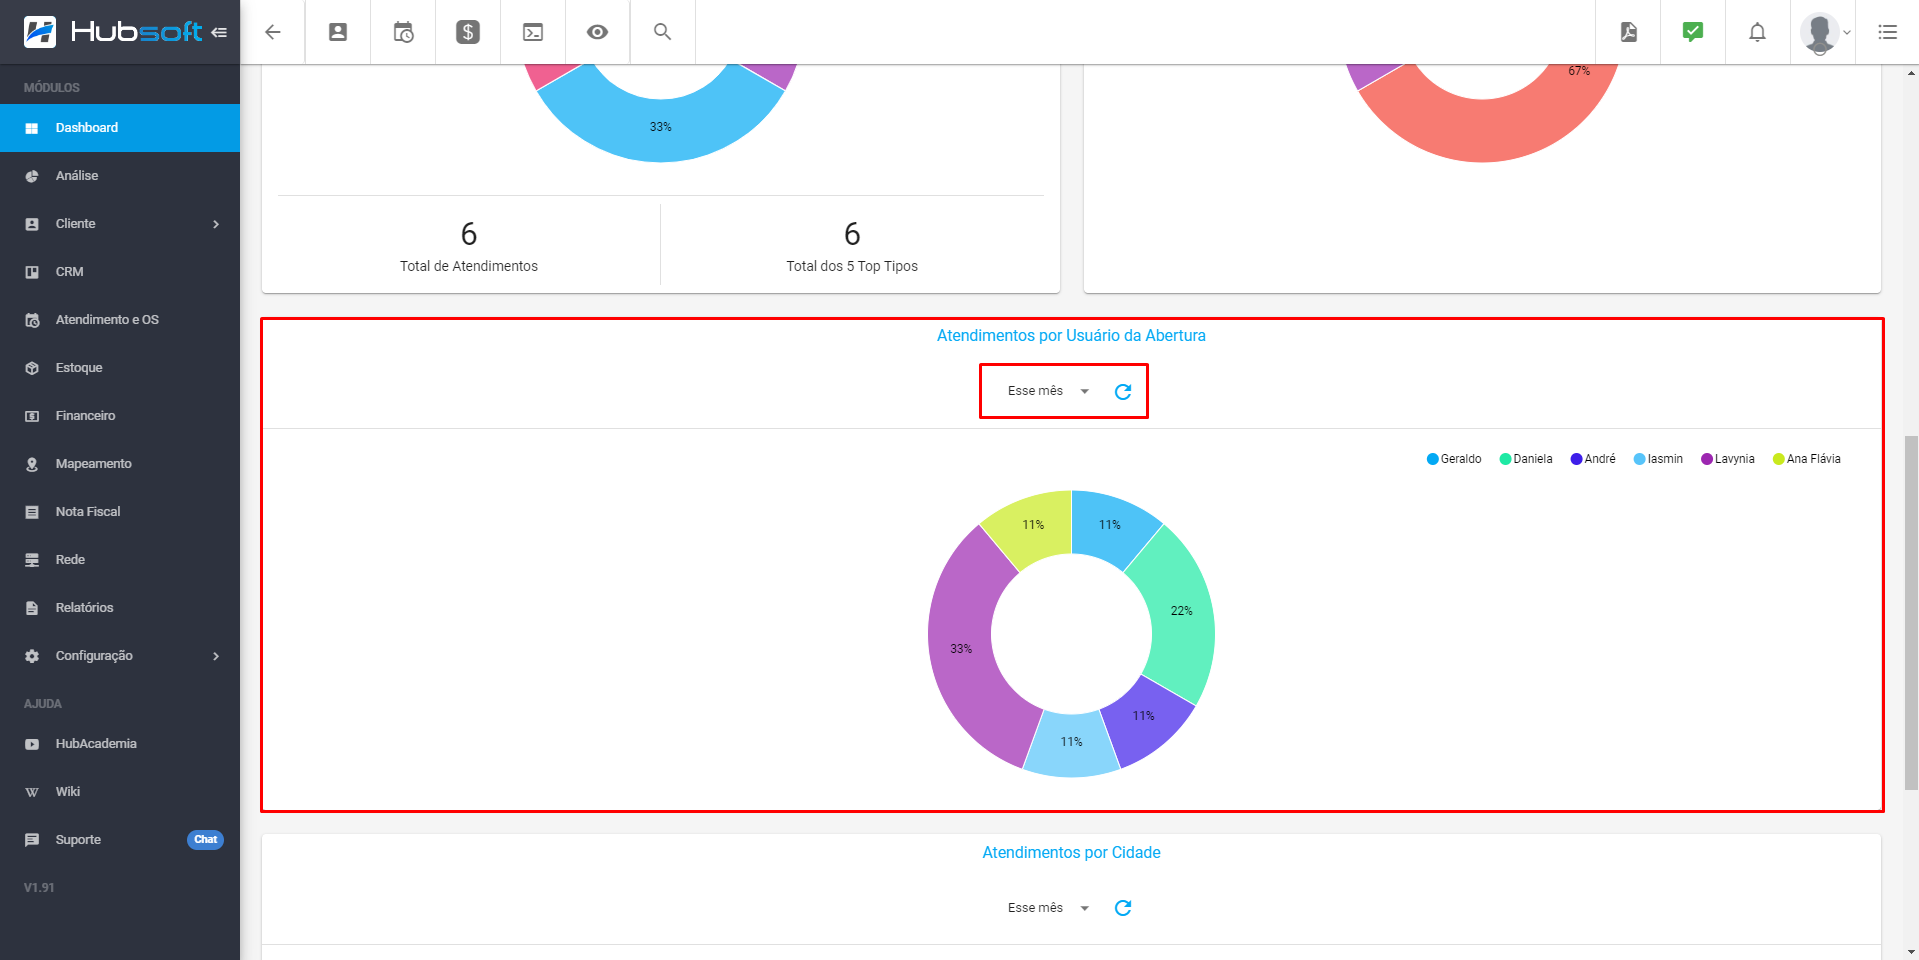 Hubsoft
MÓDULOS
Dashboard
Análise
Cliente
CRM
Atendimento e OS
Estoque
Financeiro
Mapeamento
Nota Fiscal
Rede
Relatórios
Configuração
AJUDA
HubAcademia
Wiki
Suporte Chat
V1.91
33%
67%
6
Total de Atendimentos
6
Total dos 5 Top Tipos
Atendimentos por Usuário da Abertura
Esse mês
Geraldo Daniela André Iasmin Lavynia Ana Flávia
11% 11%
22%
33%
11%
11%
Atendimentos por Cidade
Esse mês